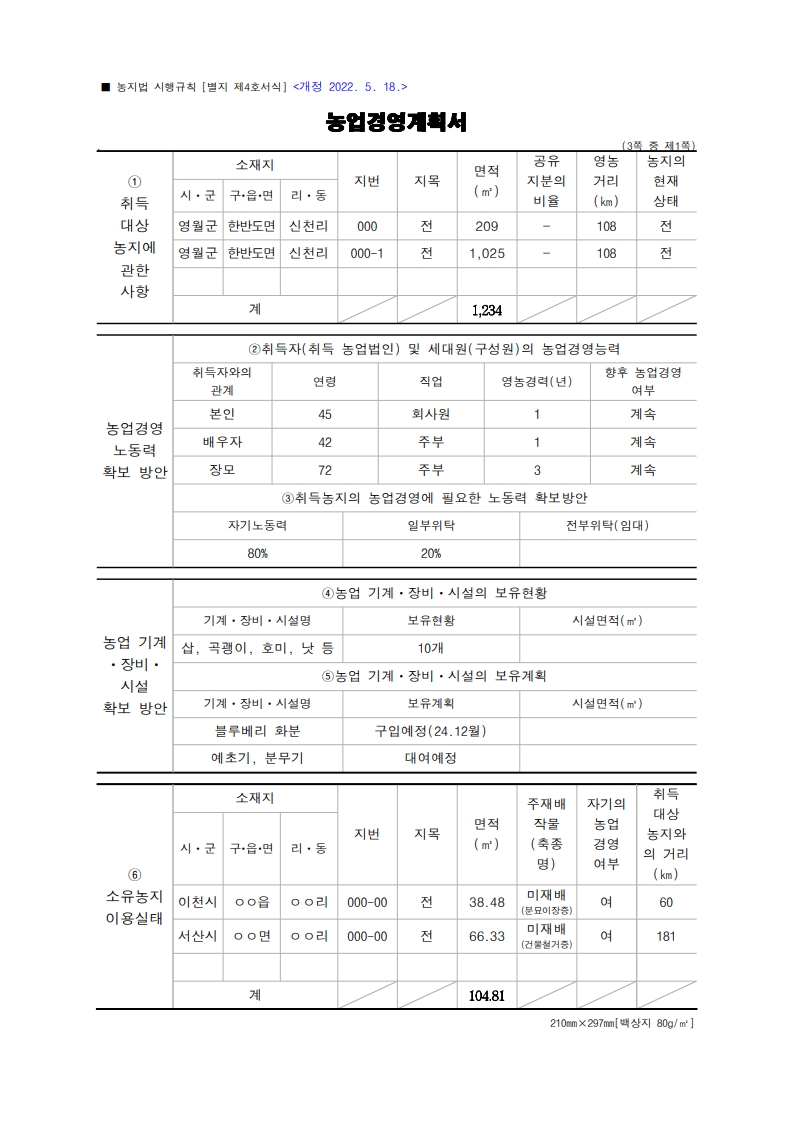 ■ 농지법 시행규칙 [별지 제4호서식] <개정 2022. 5. 18.>
농업경영계획서
(3쪽 중 제1쪽)
① 취득 대상 농지에 관한 사항
소재지 지번 지목 면적(㎡) 공유 지분의 비율 영농 거리(㎞) 농지의 현재 상태
시・군 구・읍・면 리・동
영월군 한반도면 신천리 000 전 209 - 108 전
영월군 한반도면 신천리 000-1 전 1,025 - 108 전
계 1,234
농업경영 노동력 확보 방안
②취득자(취득 농업법인) 및 세대원(구성원)의 농업경영능력
취득자와의 관계 연령 직업 영농경력(년) 향후 농업경영 여부
본인 45 회사원 1 계속
배우자 42 주부 1 계속
장모 72 주부 3 계속
③취득농지의 농업경영에 필요한 노동력 확보방안
자기노동력 일부위탁 전부위탁(임대)
80% 20%
농업 기계・장비・시설 확보 방안
④농업 기계・장비・시설의 보유현황
기계・장비・시설명 보유현황 시설면적(㎡)
삽, 곡괭이, 호미, 낫 등 10개
⑤농업 기계・장비・시설의 보유계획
기계・장비・시설명 보유계획 시설면적(㎡)
블루베리 화분 구입예정(24.12월)
예초기, 분무기 대여예정
⑥ 소유농지 이용실태
소재지 지번 지목 면적(㎡) 주재배 작물(축종명) 자기의 농업 경영 여부 취득 대상 농지와의 거리(㎞)
시・군 구・읍・면 리・동
이천시 ㅇㅇ읍 ㅇㅇ리 000-00 전 38.48 미재배(분묘이장중) 여 60
서산시 ㅇㅇ면 ㅇㅇ리 000-00 전 66.33 미재배(건물철거중) 여 181
계 104.81
210㎜×297㎜[백상지 80g/㎡]